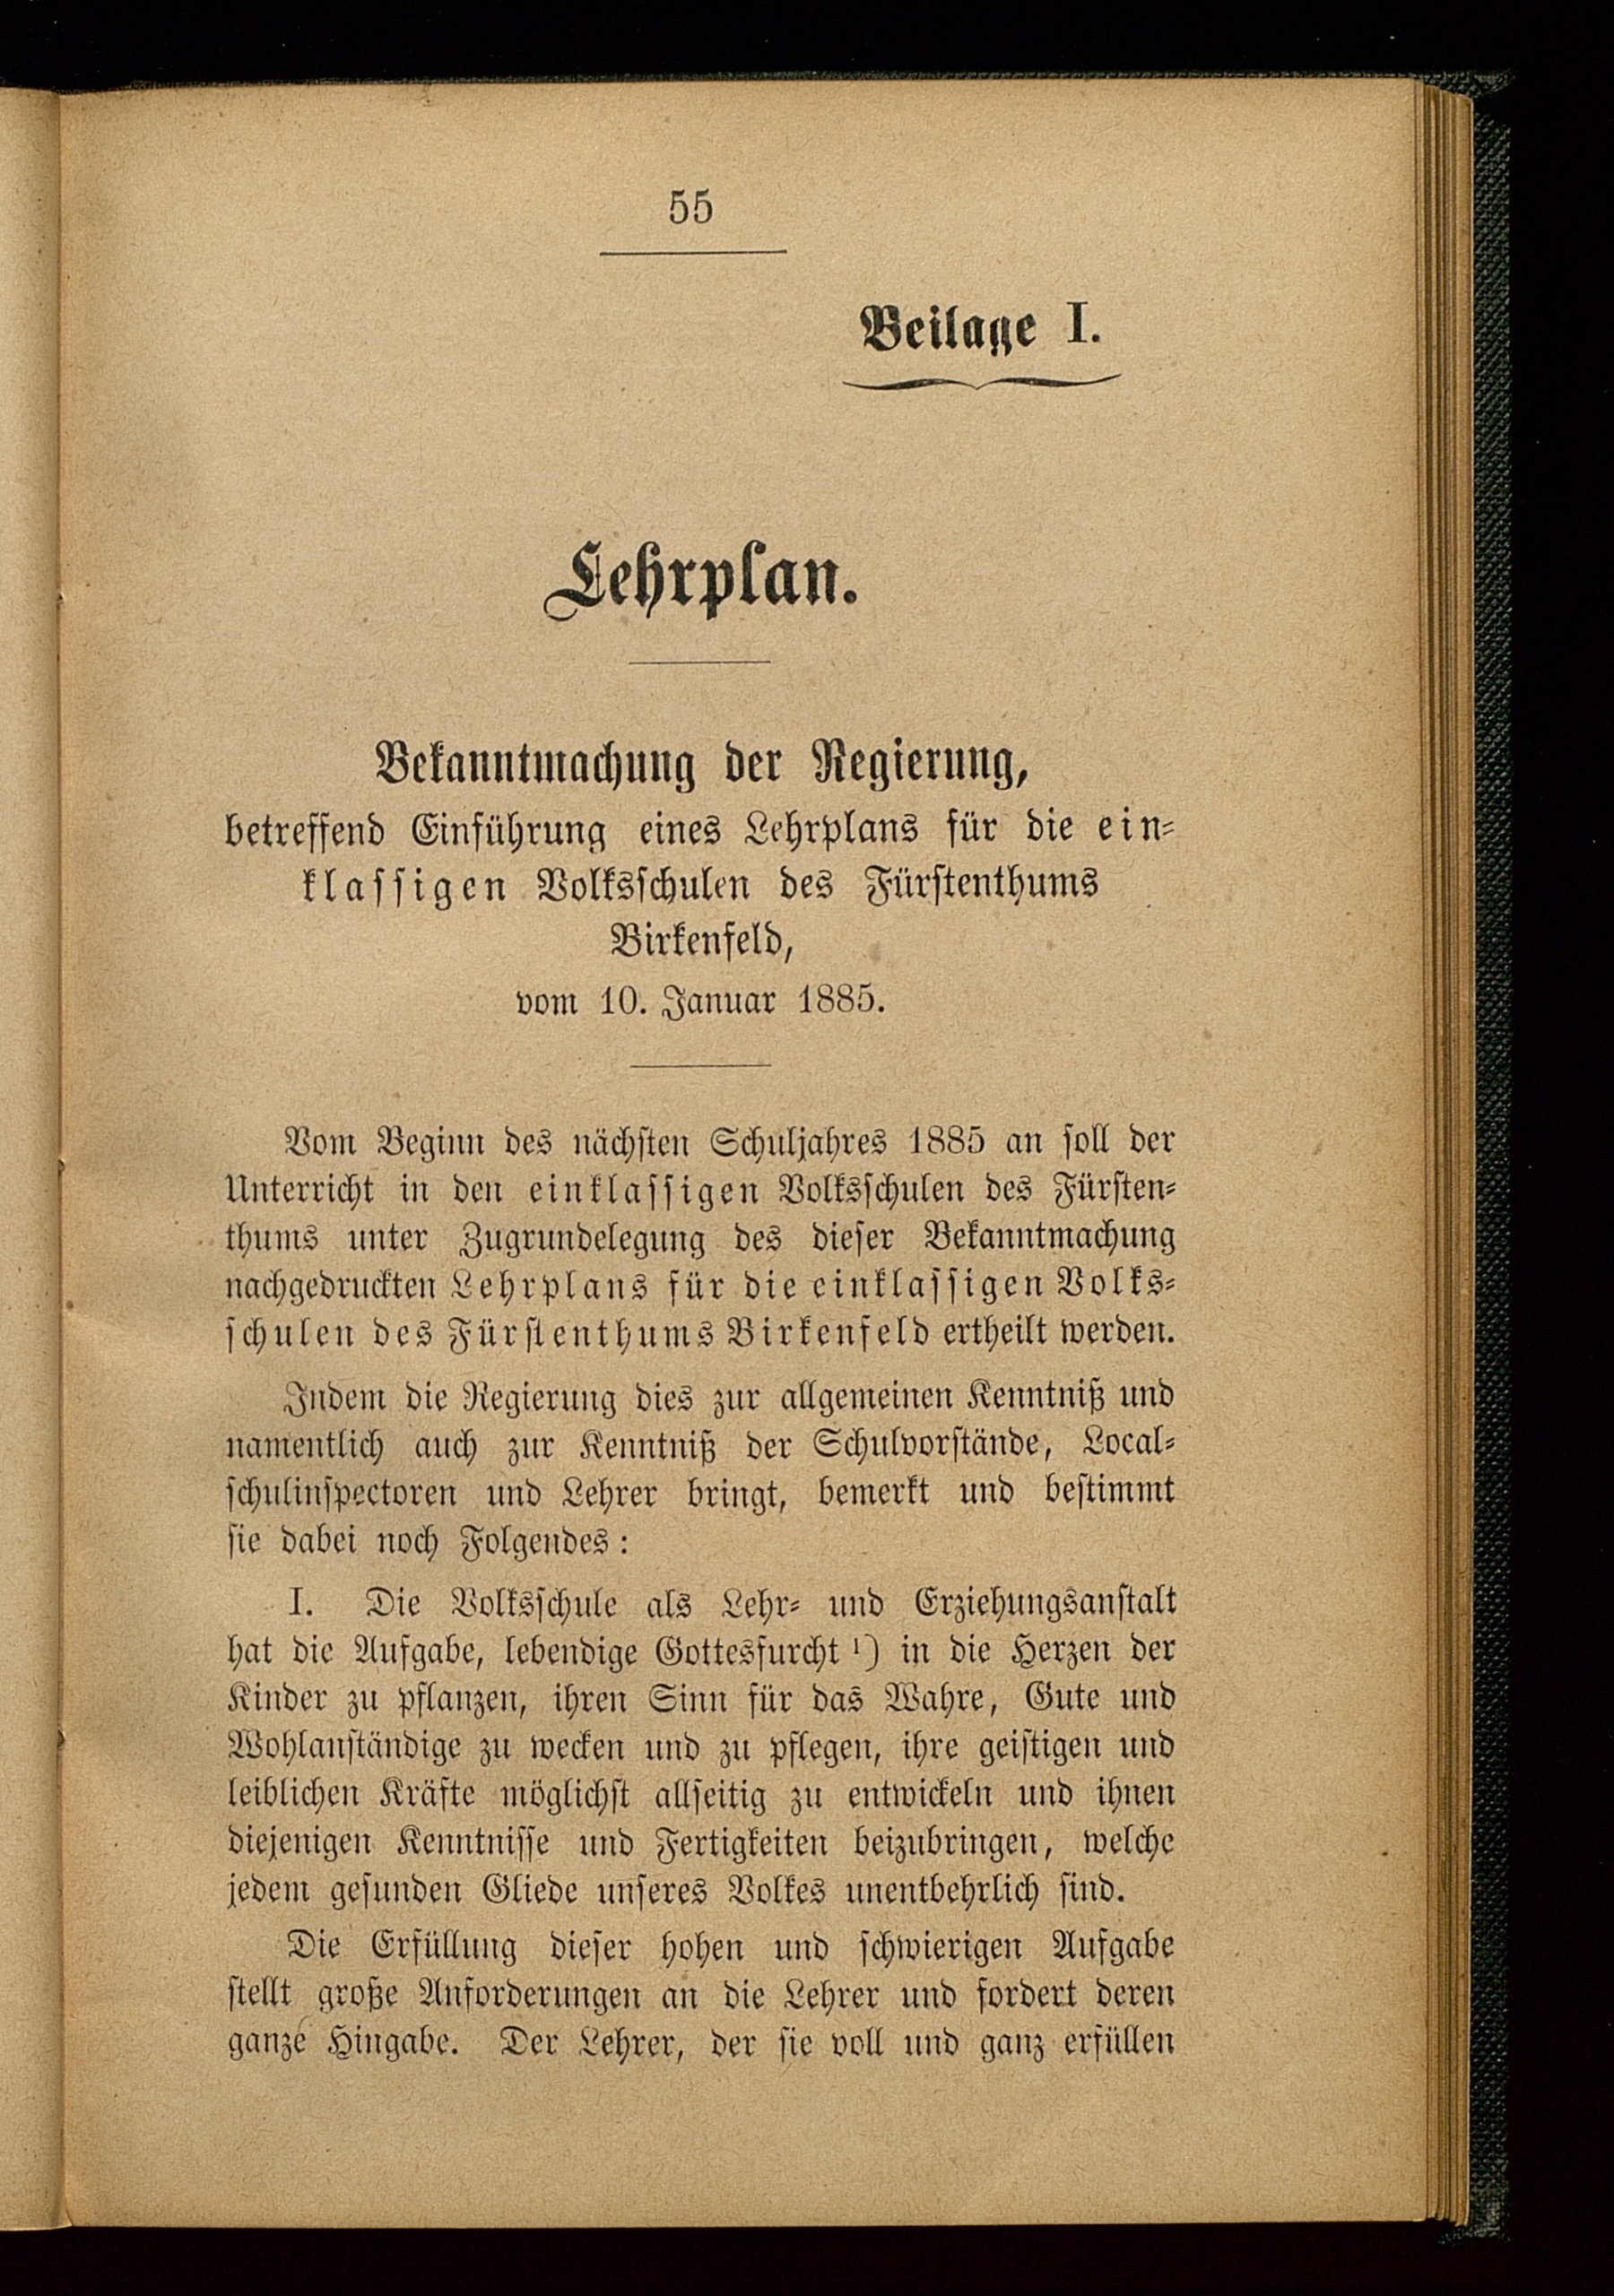 55
Beilage I.
Lehrplan.
Bekanntmachung der Regierung,
betreffend Einführung eines Lehrplans für die ein-
klassigen Volksschulen des Fürstenthums
Birkenfeld,
vom 10. Januar 1885.
Vom Beginn des nächsten Schuljahres 1885 an soll der
Unterricht in den einklassigen Volksschulen des Fürsten-
thums unter Zugrundelegung des dieser Bekanntmachung
nachgedruckten Lehrplans für die einklassigen Volks-
schulen des Fürstenthums Birkenfeld ertheilt werden.
Indem die Regierung dies zur allgemeinen Kenntniß und
namentlich auch zur Kenntniß der Schulvorstände, Local-
schulinspectoren und Lehrer bringt, bemerkt und bestimmt
sie dabei noch Folgendes:
I. Die Volksschule als Lehr- und Erziehungsanstalt
hat die Aufgabe, lebendige Gottesfurcht ¹) in die Herzen der
Kinder zu pflanzen, ihren Sinn für das Wahre, Gute und
Wohlanständige zu wecken und zu pflegen, ihre geistigen und
leiblichen Kräfte möglichst allseitig zu entwickeln und ihnen
diejenigen Kenntnisse und Fertigkeiten beizubringen, welche
jedem gesunden Gliede unseres Volkes unentbehrlich sind.
Die Erfüllung dieser hohen und schwierigen Aufgabe
stellt große Anforderungen an die Lehrer und fordert deren
ganze Hingabe. Der Lehrer, der sie voll und ganz erfüllen